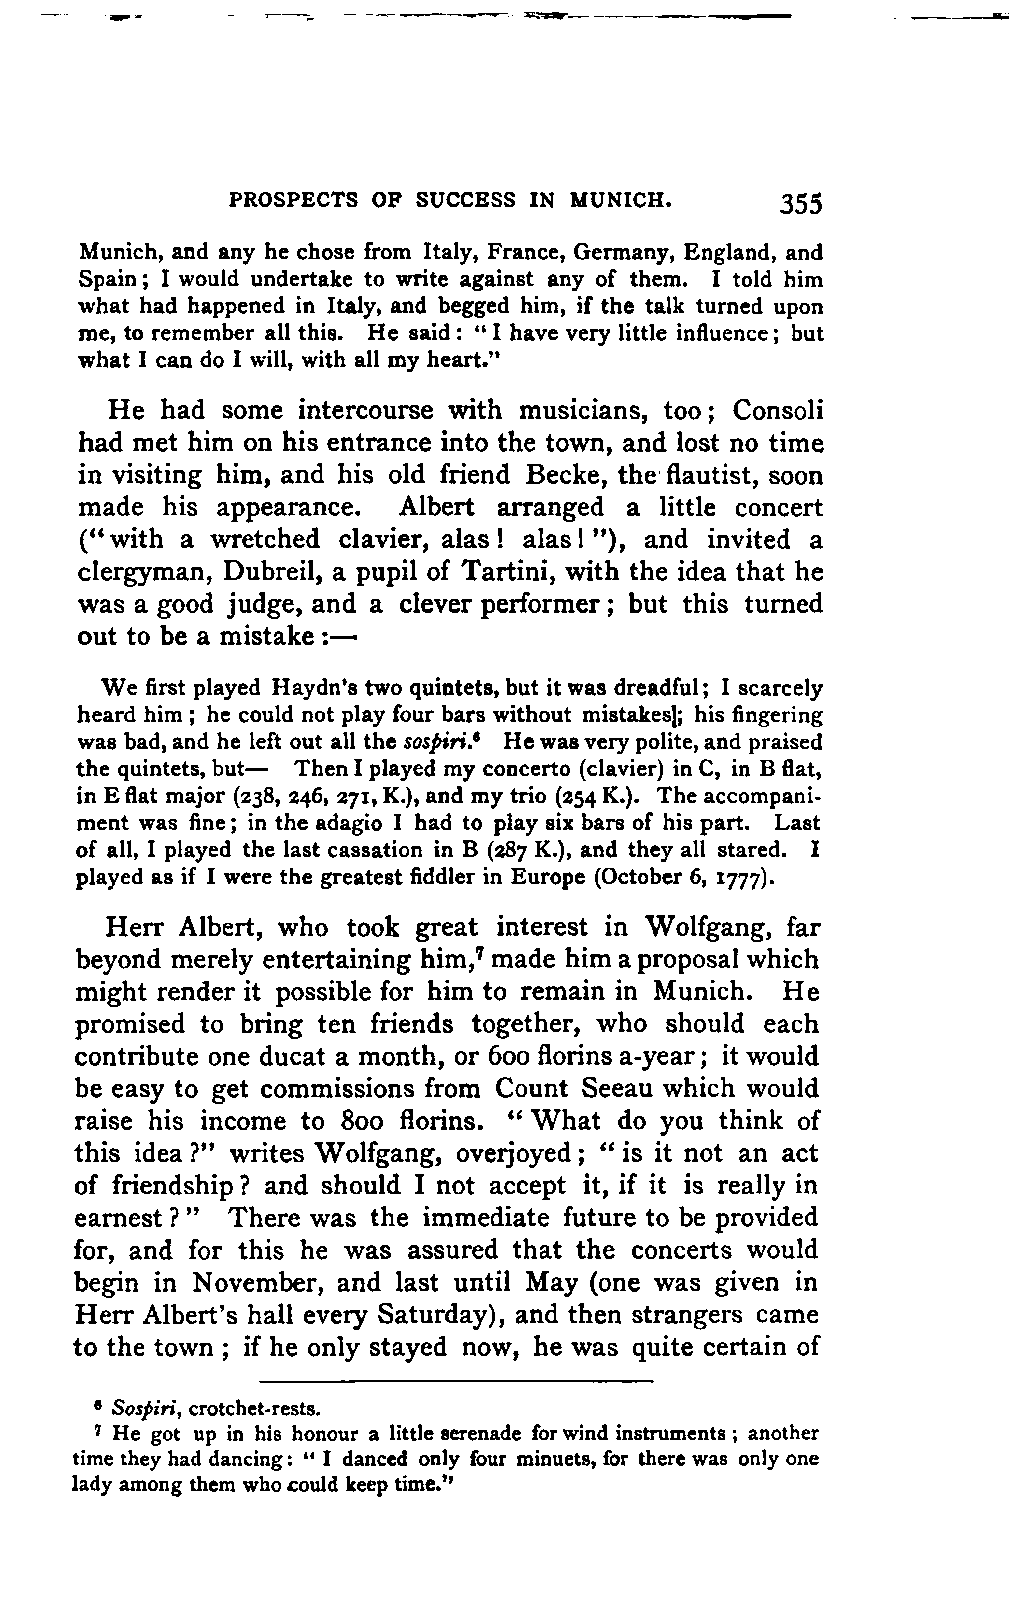 PROSPECTS OF SUCCESS IN MUNICH. 355
Munich, and any he chose from Italy, France, Germany, England, and
Spain; I would undertake to write against any of them. I told him
what had happened in Italy, and begged him, if the talk turned upon
me, to remember all this. He said: "I have very little influence; but
what I can do I will, with all my heart."
He had some intercourse with musicians, too; Consoli
had met him on his entrance into the town, and lost no time
in visiting him, and his old friend Becke, the flautist, soon
made his appearance. Albert arranged a little concert
("with a wretched clavier, alas! alas!"), and invited a
clergyman, Dubreil, a pupil of Tartini, with the idea that he
was a good judge, and a clever performer; but this turned
out to be a mistake:—
We first played Haydn's two quintets, but it was dreadful; I scarcely
heard him; he could not play four bars without mistakes]; his fingering
was bad, and he left out all the sospiri.⁶ He was very polite, and praised
the quintets, but— Then I played my concerto (clavier) in C, in B flat,
in E flat major (238, 246, 271, K.), and my trio (254 K.). The accompani-
ment was fine; in the adagio I had to play six bars of his part. Last
of all, I played the last cassation in B (287 K.), and they all stared. I
played as if I were the greatest fiddler in Europe (October 6, 1777).
Herr Albert, who took great interest in Wolfgang, far
beyond merely entertaining him,⁷ made him a proposal which
might render it possible for him to remain in Munich. He
promised to bring ten friends together, who should each
contribute one ducat a month, or 600 florins a-year; it would
be easy to get commissions from Count Seeau which would
raise his income to 800 florins. "What do you think of
this idea?" writes Wolfgang, overjoyed; "is it not an act
of friendship? and should I not accept it, if it is really in
earnest?" There was the immediate future to be provided
for, and for this he was assured that the concerts would
begin in November, and last until May (one was given in
Herr Albert's hall every Saturday), and then strangers came
to the town; if he only stayed now, he was quite certain of
⁶ Sospiri, crotchet-rests.
⁷ He got up in his honour a little serenade for wind instruments; another
time they had dancing: "I danced only four minuets, for there was only one
lady among them who could keep time."